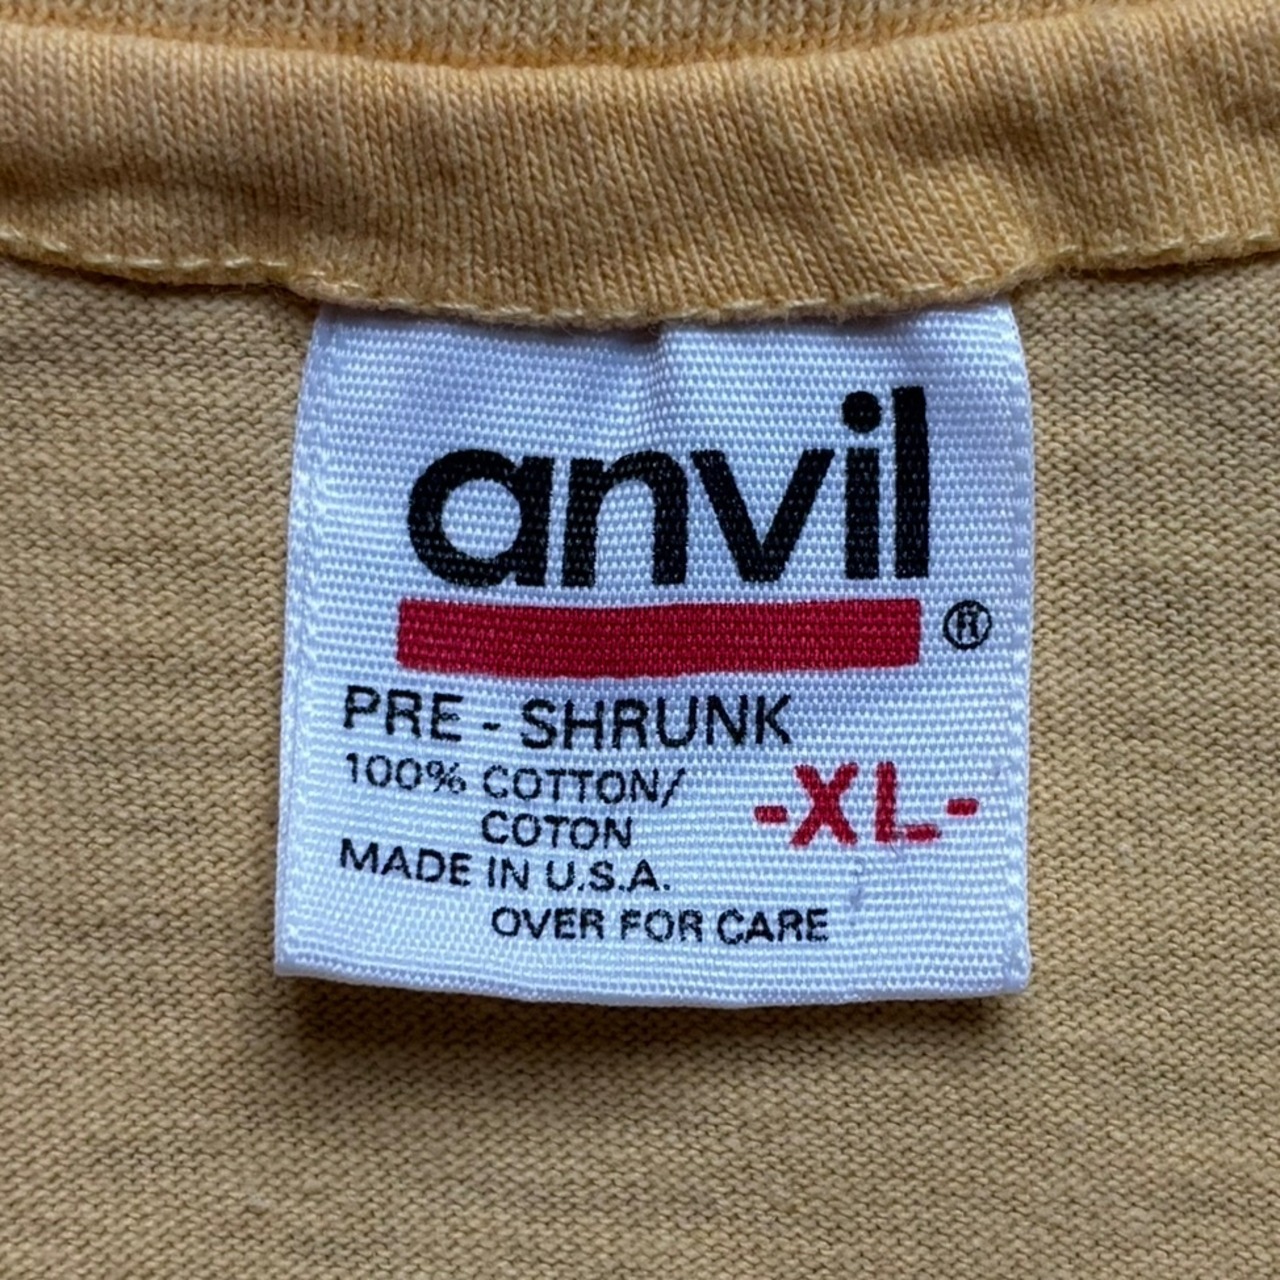 anvil
®
PRE - SHRUNK
100% COTTON/
COTON
-XL-
MADE IN U.S.A.
OVER FOR CARE